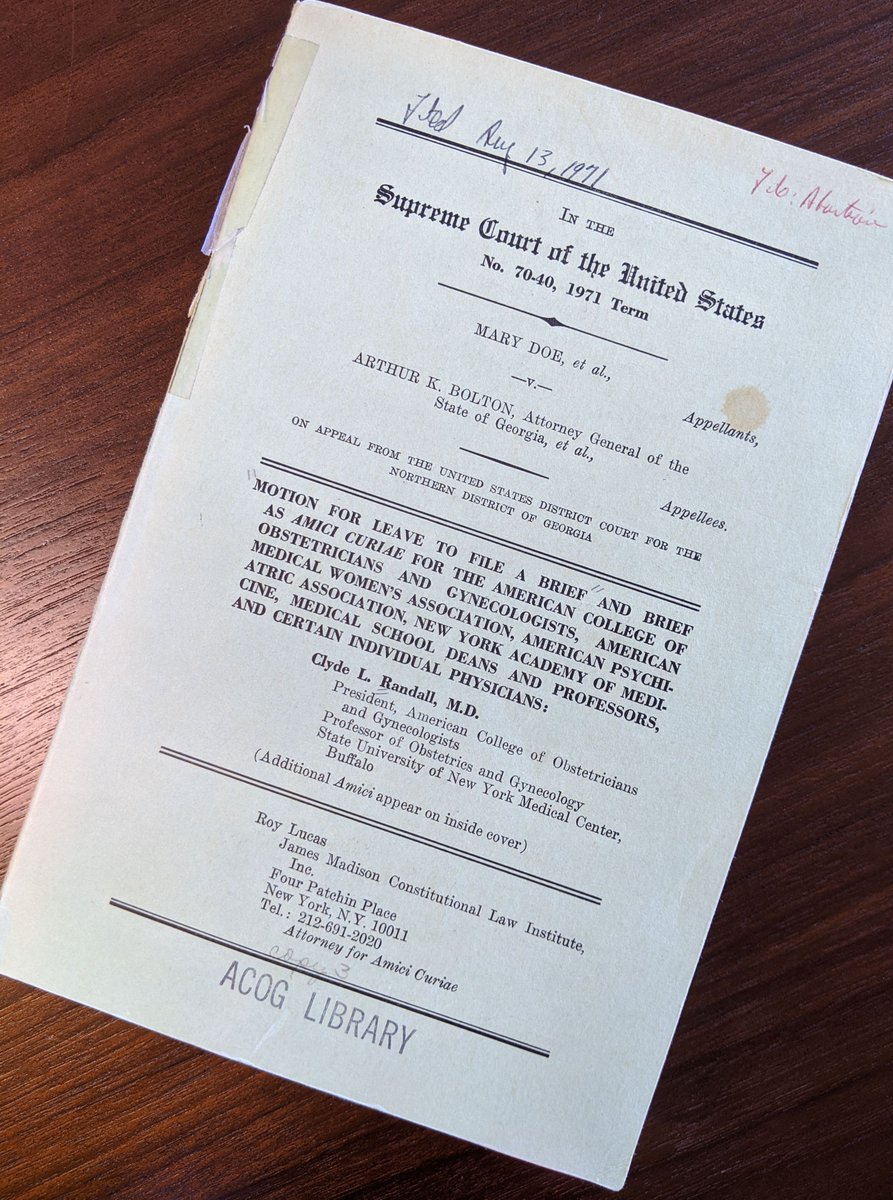 Filed Aug 13, 1971
Abortion
IN THE
Supreme Court of the United States
No. 70-40, 1971 Term
MARY DOE, et al.,
Appellants,
—v.—
ARTHUR K. BOLTON, Attorney General of the
State of Georgia, et al.,
Appellees.
ON APPEAL FROM THE UNITED STATES DISTRICT COURT FOR THE
NORTHERN DISTRICT OF GEORGIA
"MOTION FOR LEAVE TO FILE A BRIEF" AND BRIEF
AS AMICI CURIAE FOR THE AMERICAN COLLEGE OF
OBSTETRICIANS AND GYNECOLOGISTS, AMERICAN
MEDICAL WOMEN'S ASSOCIATION, AMERICAN PSYCHI-
ATRIC ASSOCIATION, NEW YORK ACADEMY OF MEDI-
CINE, MEDICAL SCHOOL DEANS AND PROFESSORS,
AND CERTAIN INDIVIDUAL PHYSICIANS:
Clyde L. Randall, M.D.
President, American College of Obstetricians
and Gynecologists
Professor of Obstetrics and Gynecology
State University of New York Medical Center,
Buffalo
(Additional Amici appear on inside cover)
Roy Lucas
James Madison Constitutional Law Institute,
Inc.
Four Patchin Place
New York, N.Y. 10011
Tel.: 212-691-2020
Attorney for Amici Curiae
copy 3
ACOG LIBRARY